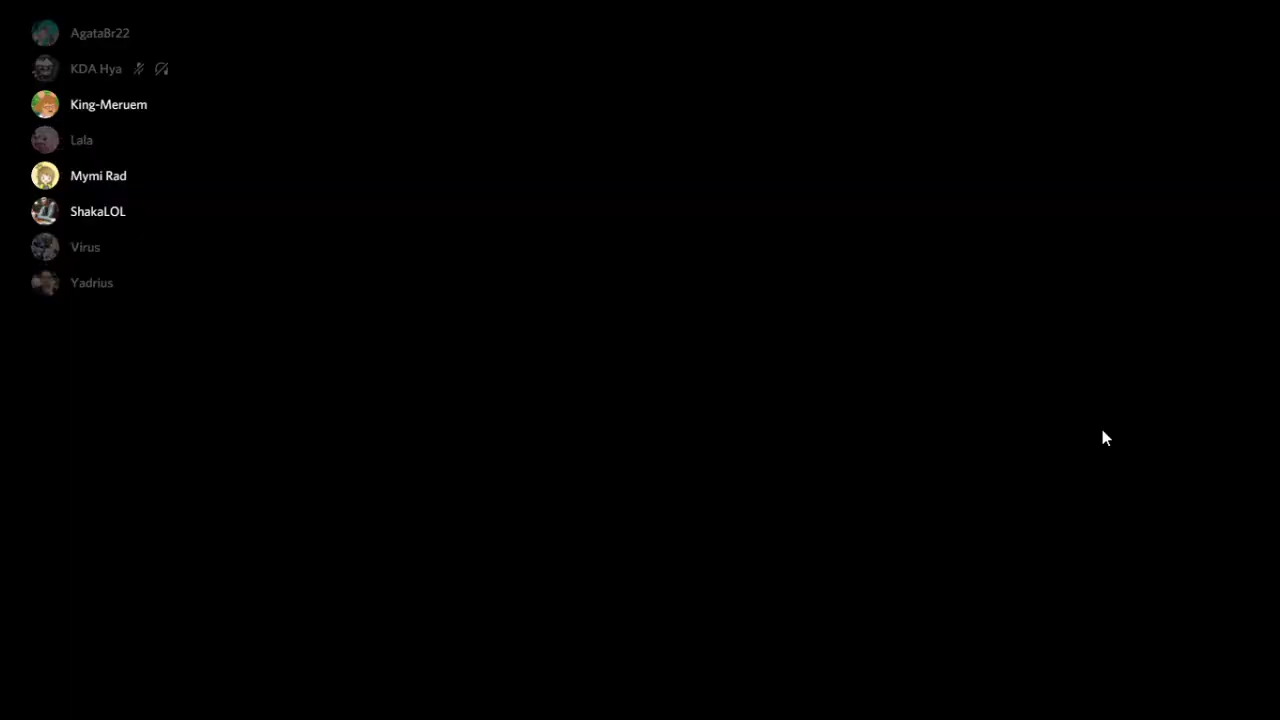 AgataBr22
KDA Hya
King-Meruem
Lala
Mymi Rad
ShakaLOL
Virus
Yadrius